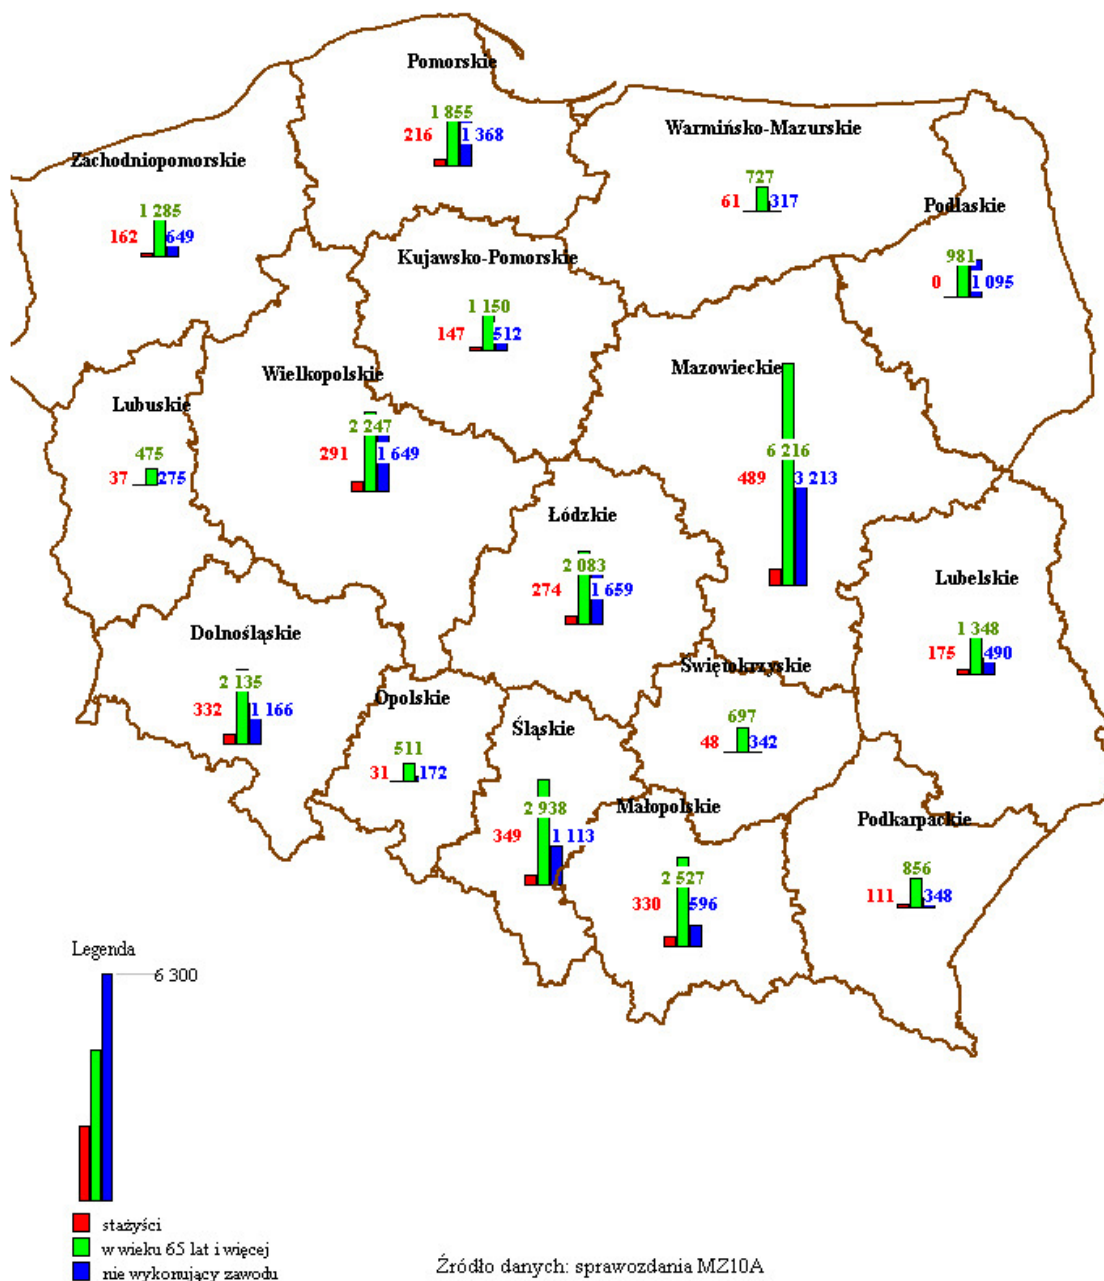 Pomorskie
1 855
216
1 368
Warmińsko-Mazurskie
727
61
317
Zachodniopomorskie
1 285
162
649
Podlaskie
981
0
1 095
Kujawsko-Pomorskie
1 150
147
512
Mazowieckie
6 216
489
3 213
Wielkopolskie
2 247
291
1 649
Lubuskie
475
37
275
Łódzkie
2 083
274
1 659
Lubelskie
1 348
175
490
Dolnośląskie
2 135
332
1 166
Świętokrzyskie
697
48
342
Opolskie
511
31
172
Śląskie
2 938
349
1 113
Małopolskie
2 527
330
596
Podkarpackie
856
111
348
Legenda
6 300
stażyści
w wieku 65 lat i więcej
nie wykonujący zawodu
Źródło danych: sprawozdania MZ10A